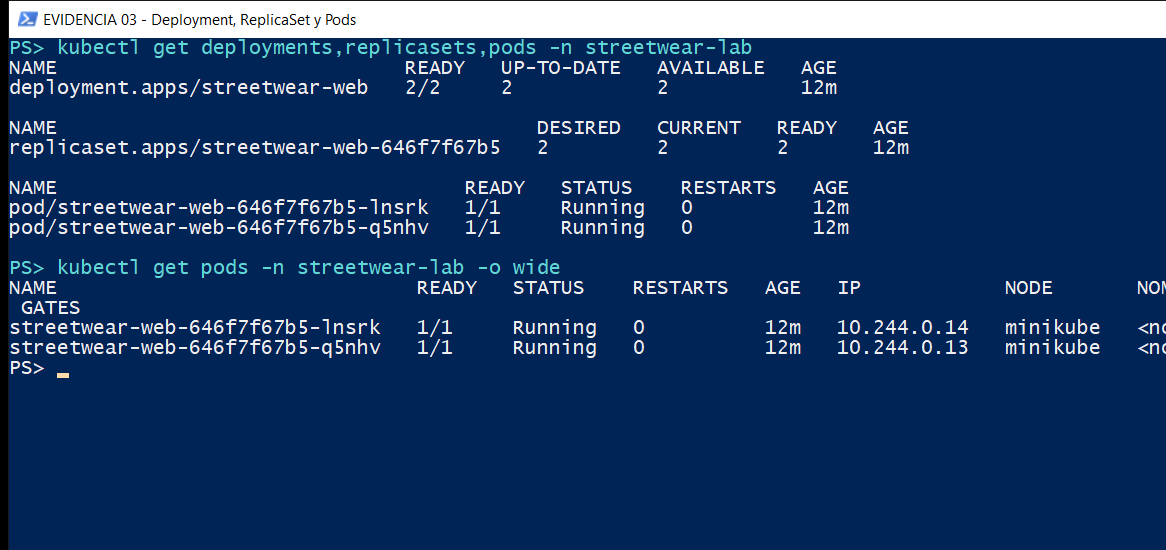 EVIDENCIA 03 - Deployment, ReplicaSet y Pods
PS> kubectl get deployments,replicasets,pods -n streetwear-lab
NAME READY UP-TO-DATE AVAILABLE AGE
deployment.apps/streetwear-web 2/2 2 2 12m
NAME DESIRED CURRENT READY AGE
replicaset.apps/streetwear-web-646f7f67b5 2 2 2 12m
NAME READY STATUS RESTARTS AGE
pod/streetwear-web-646f7f67b5-lnsrk 1/1 Running 0 12m
pod/streetwear-web-646f7f67b5-q5nhv 1/1 Running 0 12m
PS> kubectl get pods -n streetwear-lab -o wide
NAME READY STATUS RESTARTS AGE IP NODE NOM
GATES
streetwear-web-646f7f67b5-lnsrk 1/1 Running 0 12m 10.244.0.14 minikube <no
streetwear-web-646f7f67b5-q5nhv 1/1 Running 0 12m 10.244.0.13 minikube <no
PS>